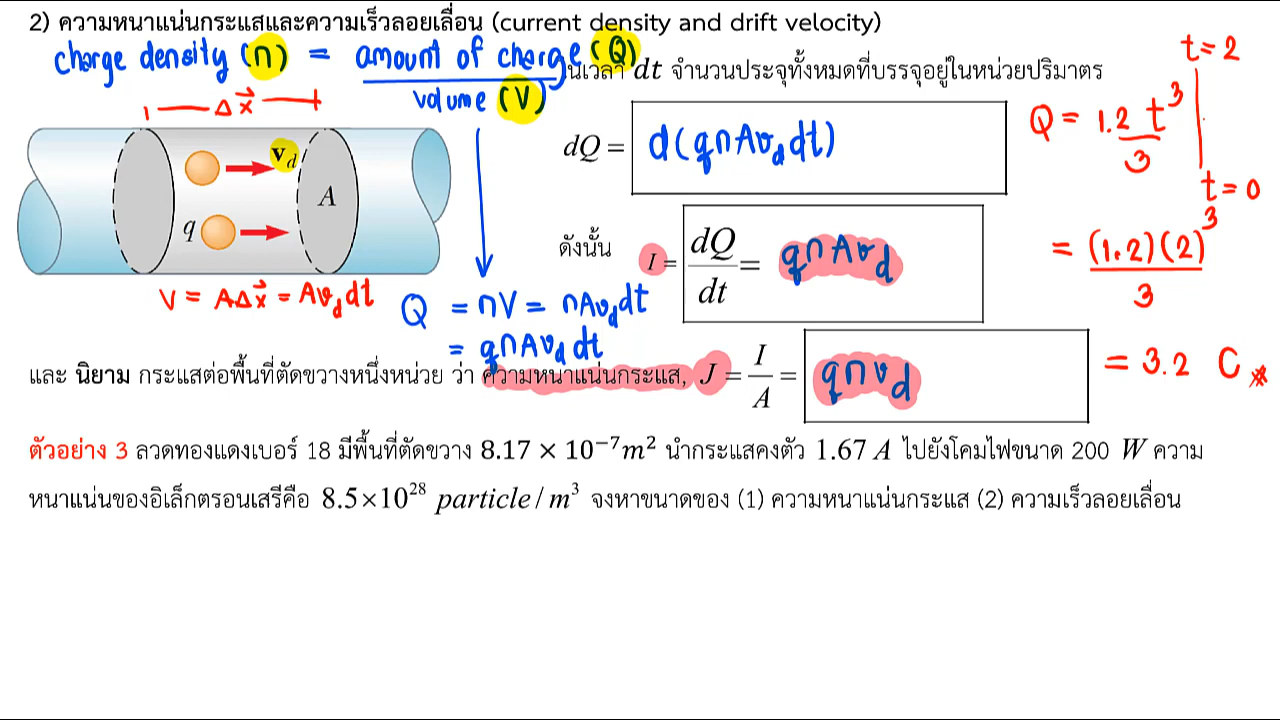 2) ความหนาแน่นกระแสและความเร็วลอยเลื่อน (current density and drift velocity)
charge density (n) = amount of charge (Q)
volume (V)
นเวลา dt จำนวนประจุทั้งหมดที่บรรจุอยู่ในหน่วยปริมาตร
t = 2
Δx⃗
Q = 1.2 t³
3
t = 0
dQ = d(qnAv_d dt)
v_d
q
A
ดังนั้น I = dQ/dt = qnAv_d
= (1.2)(2)³
3
V = AΔx⃗ = Av_d dt
Q = nV = nAv_d dt
= qnAv_d dt
และ นิยาม กระแสต่อพื้นที่ตัดขวางหนึ่งหน่วย ว่า ความหนาแน่นกระแส, J = I/A = qnv_d
= 3.2 C *
ตัวอย่าง 3 ลวดทองแดงเบอร์ 18 มีพื้นที่ตัดขวาง 8.17 × 10⁻⁷m² นำกระแสคงตัว 1.67 A ไปยังโคมไฟขนาด 200 W ความ
หนาแน่นของอิเล็กตรอนเสรีคือ 8.5×10²⁸ particle / m³ จงหาขนาดของ (1) ความหนาแน่นกระแส (2) ความเร็วลอยเลื่อน